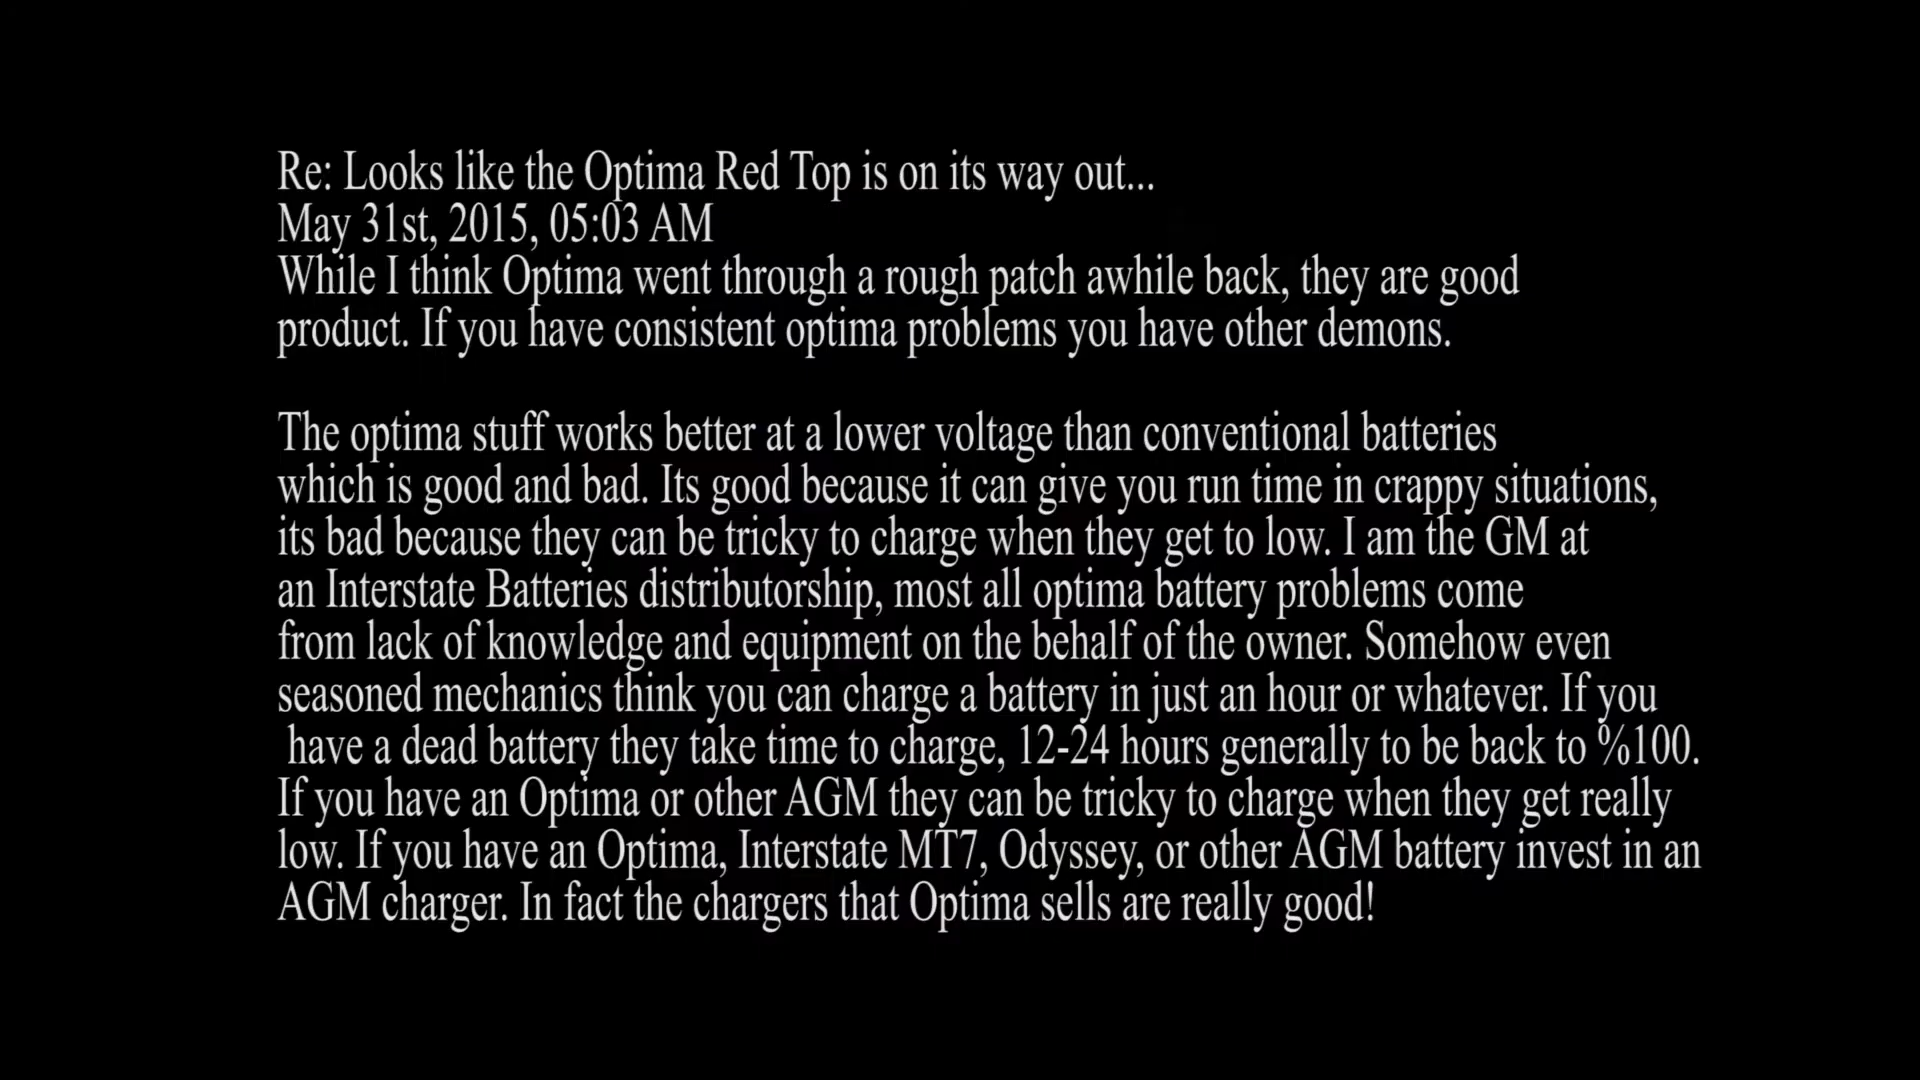 Re: Looks like the Optima Red Top is on its way out...
May 31st, 2015, 05:03 AM
While I think Optima went through a rough patch awhile back, they are good
product. If you have consistent optima problems you have other demons.
The optima stuff works better at a lower voltage than conventional batteries
which is good and bad. Its good because it can give you run time in crappy situations,
its bad because they can be tricky to charge when they get to low. I am the GM at
an Interstate Batteries distributorship, most all optima battery problems come
from lack of knowledge and equipment on the behalf of the owner. Somehow even
seasoned mechanics think you can charge a battery in just an hour or whatever. If you
have a dead battery they take time to charge, 12-24 hours generally to be back to %100.
If you have an Optima or other AGM they can be tricky to charge when they get really
low. If you have an Optima, Interstate MT7, Odyssey, or other AGM battery invest in an
AGM charger. In fact the chargers that Optima sells are really good!